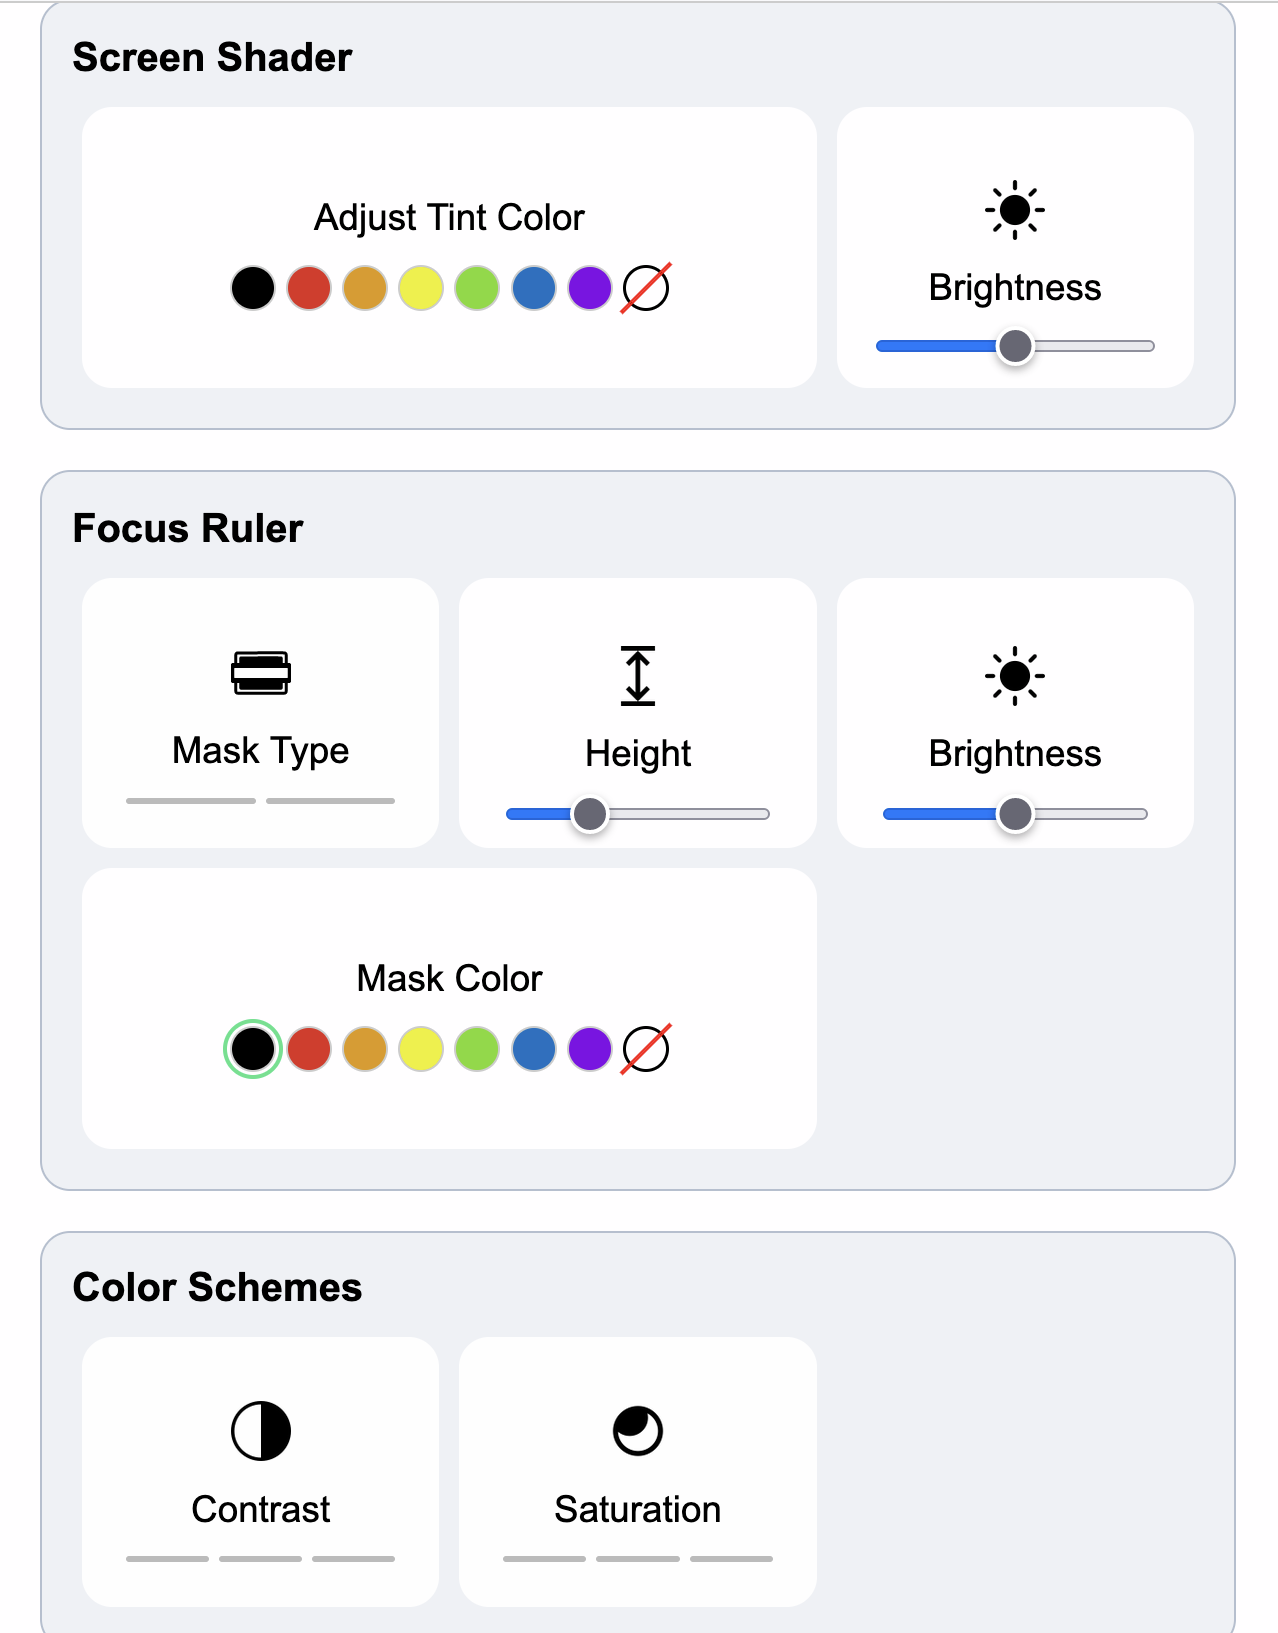 Screen Shader
Adjust Tint Color
Brightness
Focus Ruler
Mask Type
Height
Brightness
Mask Color
Color Schemes
Contrast
Saturation